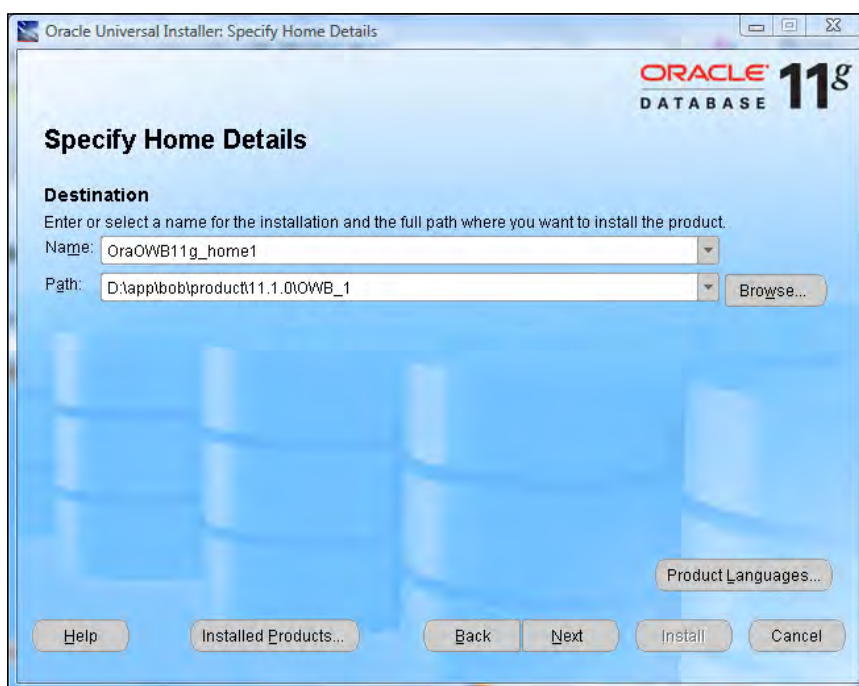 Oracle Universal Installer: Specify Home Details
ORACLE 11g
DATABASE
Specify Home Details
Destination
Enter or select a name for the installation and the full path where you want to install the product.
Name: OraOWB11g_home1
Path: D:\app\bob\product\11.1.0\OWB_1 Browse...
Product Languages...
Help Installed Products... Back Next Install Cancel